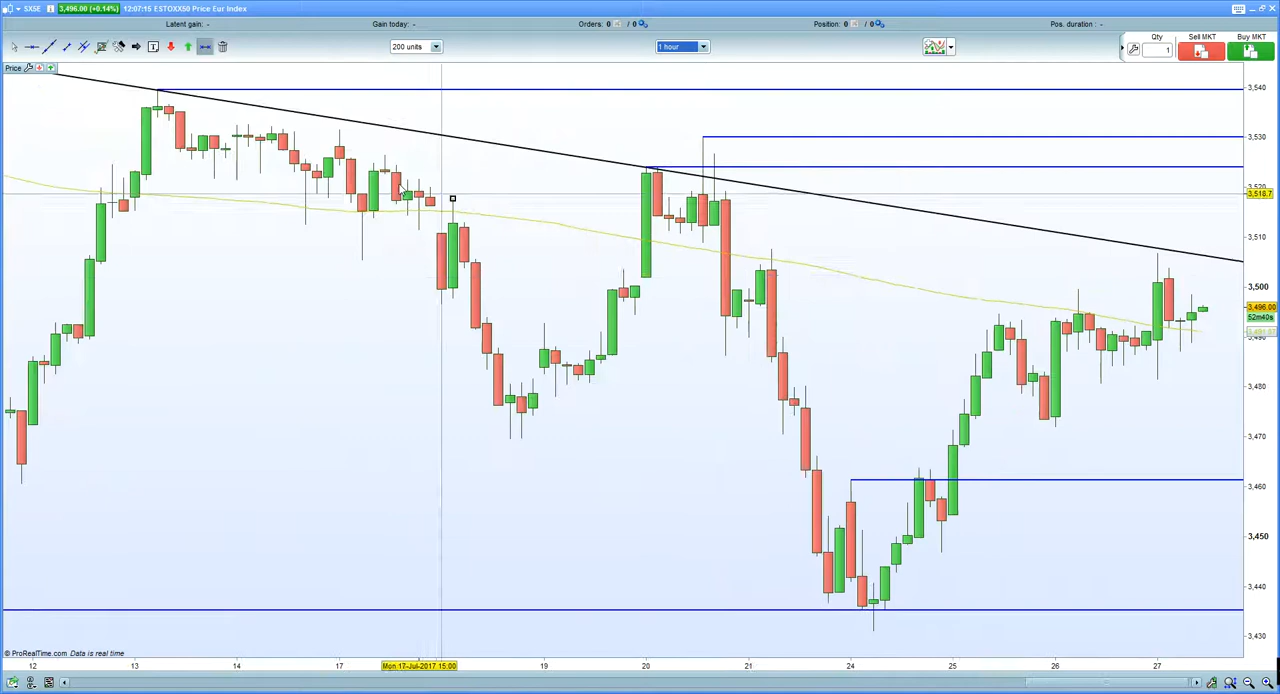 SX5E 3,496.00 (+0.14%) 12:07:15 ESTOXX50 Price Eur Index
Latent gain: - Gain today: - Orders: 0 / 0 Position: 0 / 0 Pos. duration : -
200 units 1 hour Qty Sell MKT Buy MKT
1
Price
3,540
3,530
3,520
3,518.7
3,510
3,500
3,496.00
52m40s
3,490
3,480
3,470
3,460
3,450
3,440
3,430
© ProRealTime.com Data is real time
12 13 14 17 Mon 17-Jul-2017 15:00 19 20 21 24 25 26 27